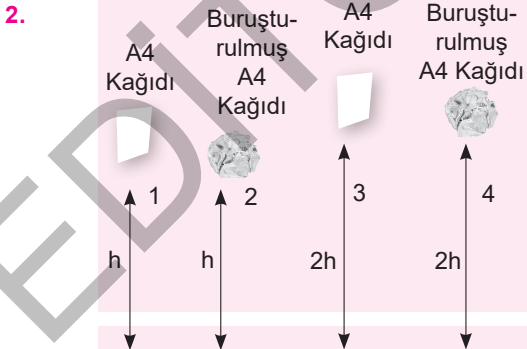 2.
A4
Kağıdı
Buruştu-
rulmuş
A4
Kağıdı
A4
Kağıdı
Buruştu-
rulmuş
A4 Kağıdı
1
2
3
4
h
h
2h
2h